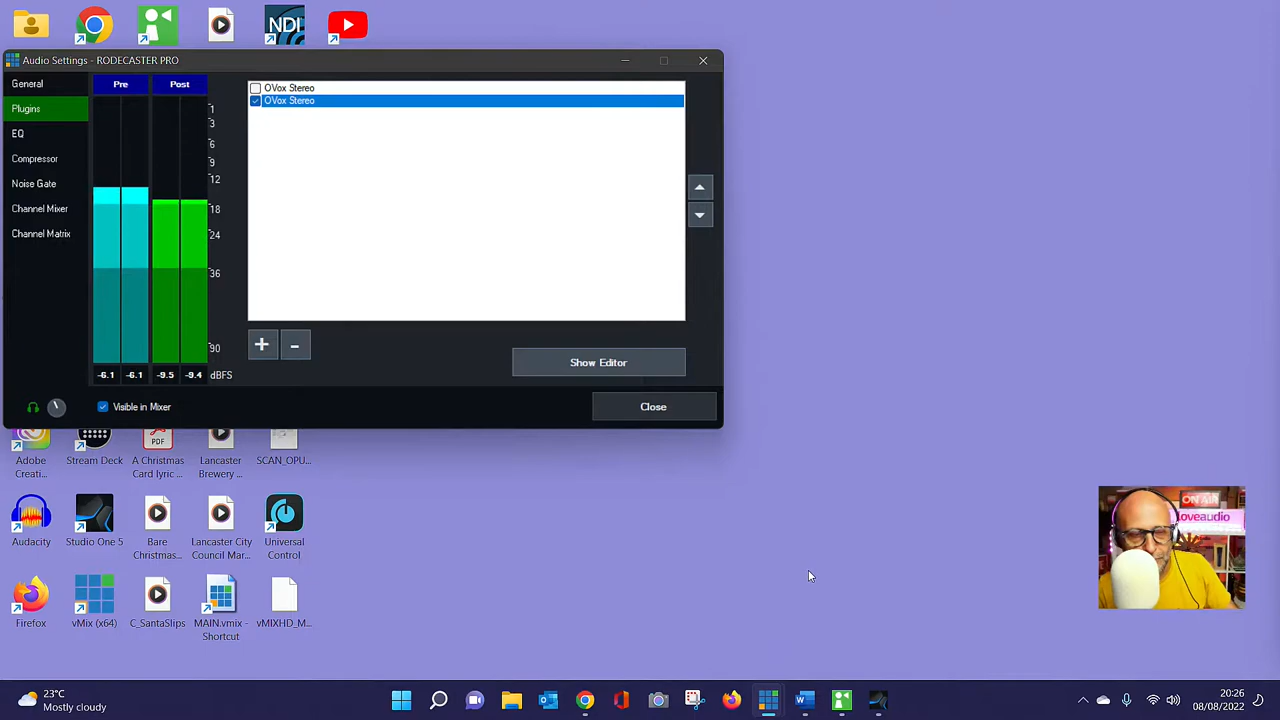 NDI
Audio Settings - RODECASTER PRO
General
Plugins
EQ
Compressor
Noise Gate
Channel Mixer
Channel Matrix
Pre
Post
1
3
6
9
12
18
24
36
90
-6.1 -6.1 -9.5 -9.4 dBFS
OVox Stereo
OVox Stereo
+
-
Show Editor
Visible in Mixer
Close
Adobe
Creati...
Stream Deck
PDF
A Christmas
Card lyric ...
Lancaster
Brewery ...
SCAN_OPU...
Audacity
Studio One 5
Bare
Christmas...
Lancaster City
Council Mar...
Universal
Control
Firefox
vMix (x64)
C_SantaSlips
MAIN.vmix -
Shortcut
vMIXHD_M...
ON AIR
loveaudio
23°C
Mostly cloudy
20:26
08/08/2022